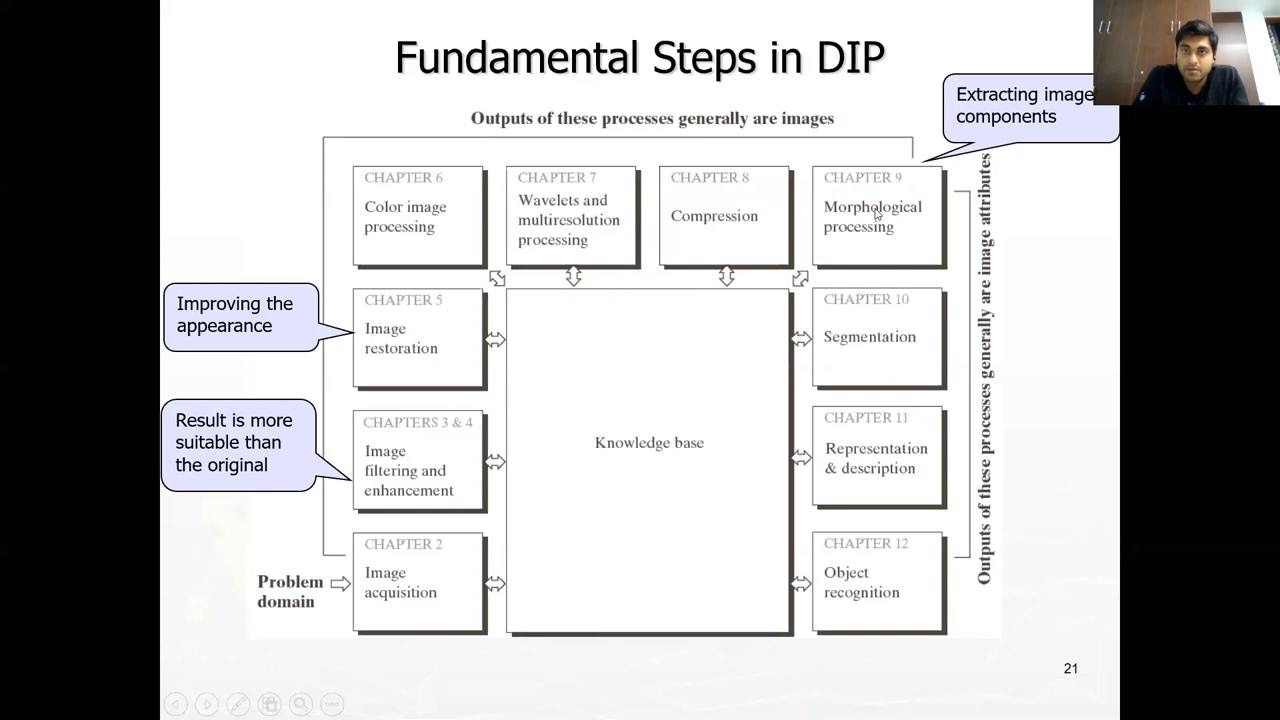 Fundamental Steps in DIP
Extracting image
components
Outputs of these processes generally are images
CHAPTER 6
Color image
processing
CHAPTER 7
Wavelets and
multiresolution
processing
CHAPTER 8
Compression
CHAPTER 9
Morphological
processing
Outputs of these processes generally are image attributes
Improving the
appearance
CHAPTER 5
Image
restoration
CHAPTER 10
Segmentation
Result is more
suitable than
the original
CHAPTERS 3 & 4
Image
filtering and
enhancement
Knowledge base
CHAPTER 11
Representation
& description
Problem
domain
CHAPTER 2
Image
acquisition
CHAPTER 12
Object
recognition
21